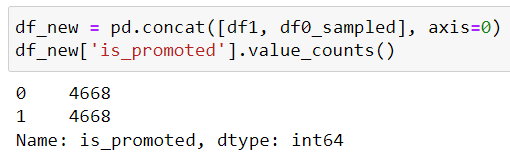 df_new = pd.concat([df1, df0_sampled], axis=0)
df_new['is_promoted'].value_counts()
0    4668
1    4668
Name: is_promoted, dtype: int64